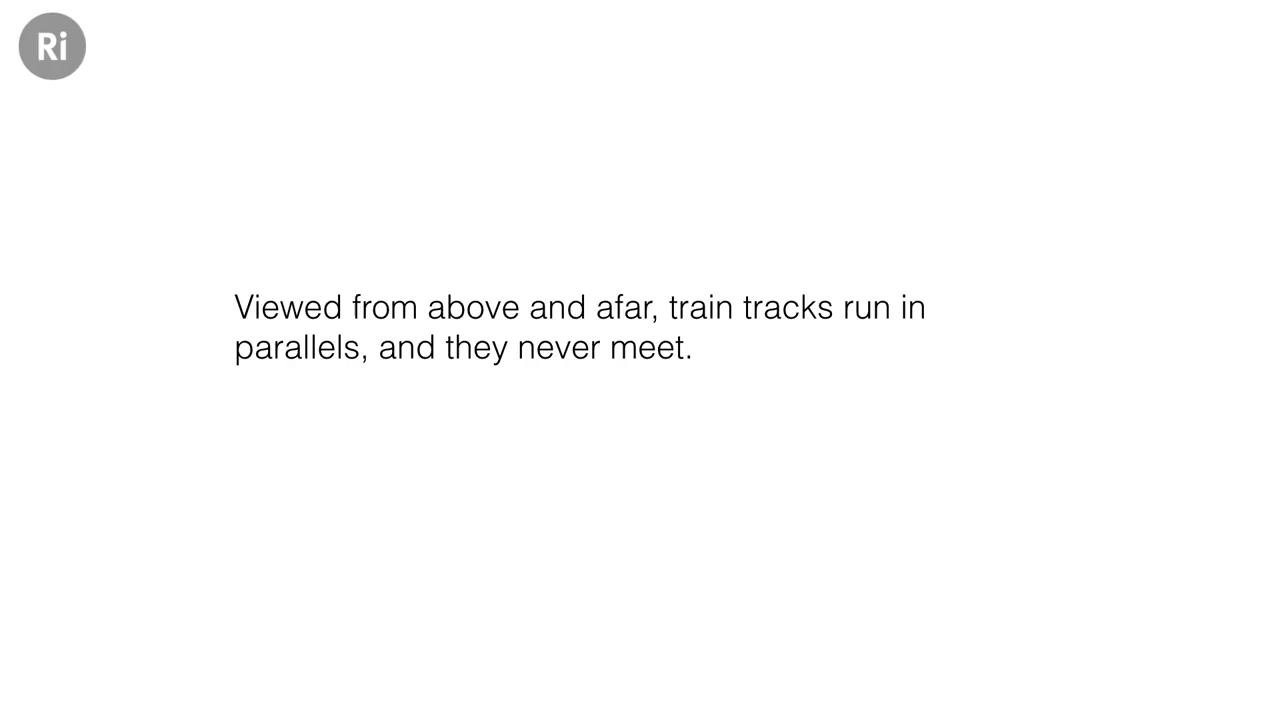 Ri
Viewed from above and afar, train tracks run in
parallels, and they never meet.